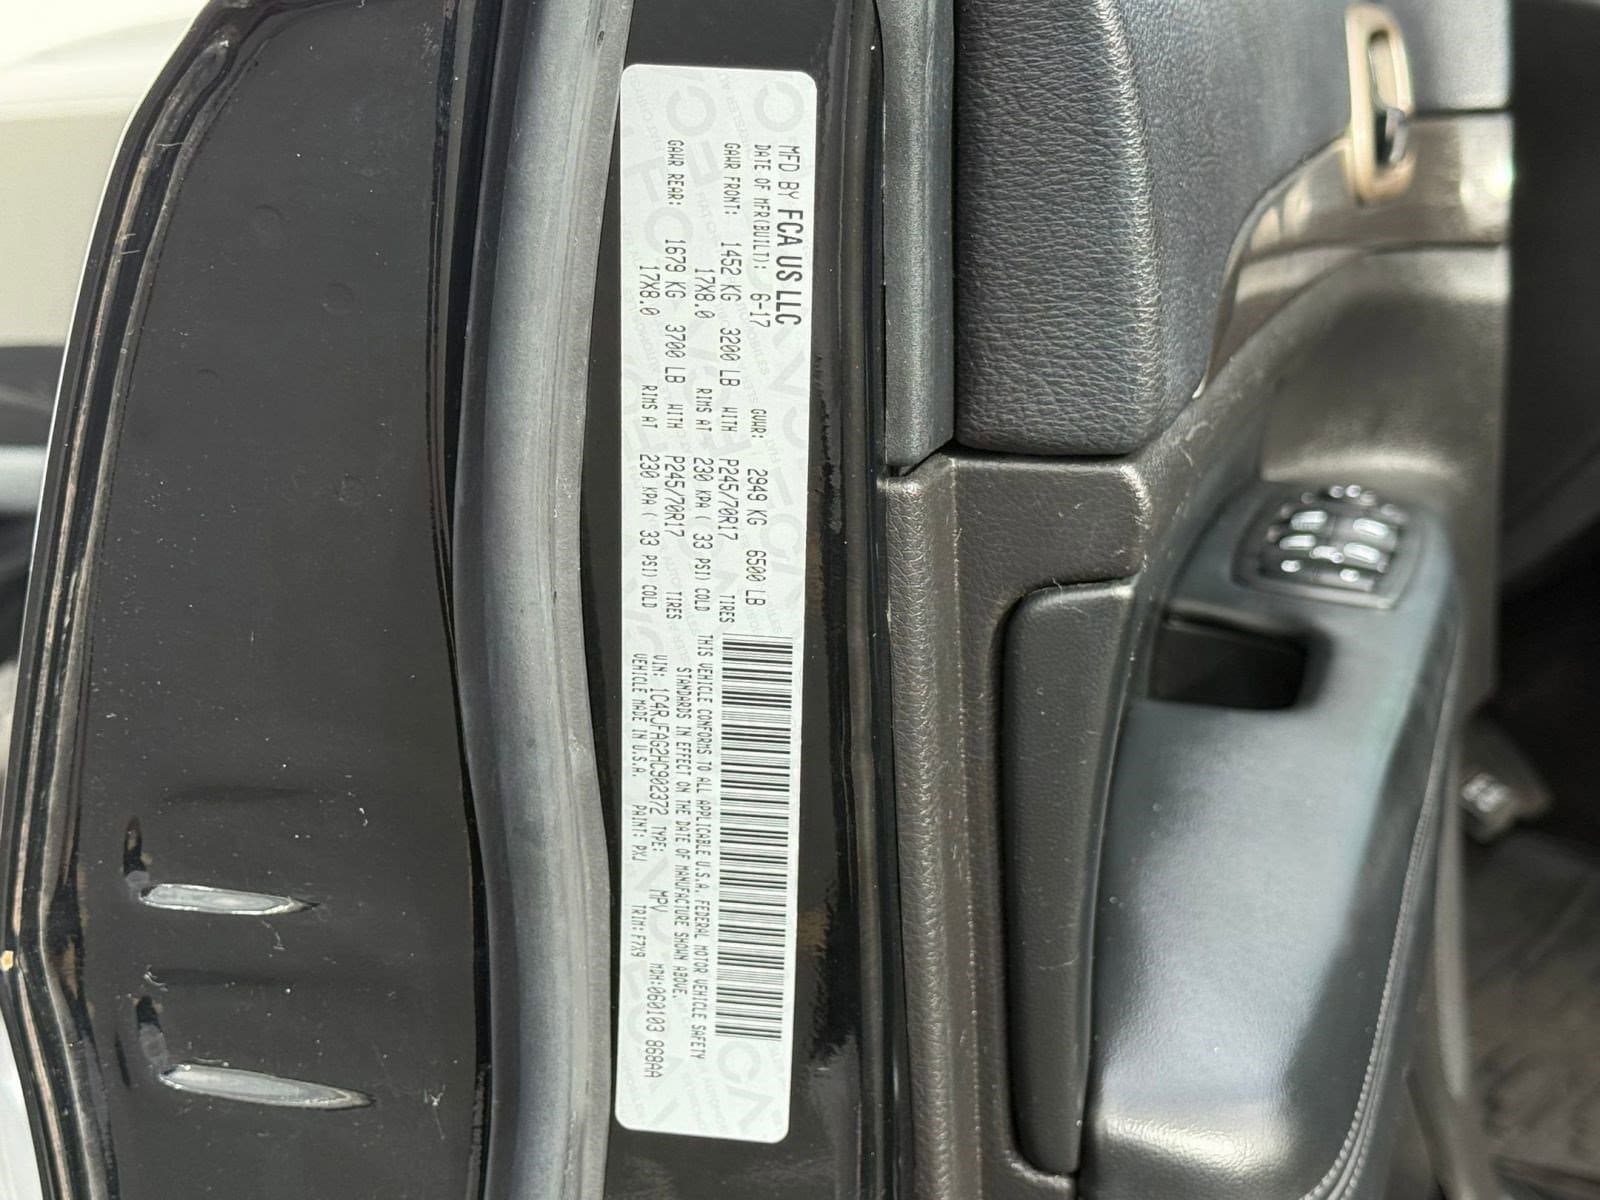 MFD BY FCA US LLC
DATE OF MFR(BUILT): 6-17 GVWR: 2949 KG 6500 LB
GAWR FRONT: 1452 KG 3200 LB WITH P245/70R17 TIRES
17X8.0 RIMS AT 230 KPA ( 33 PSI) COLD
GAWR REAR: 1679 KG 3700 LB WITH P245/70R17 TIRES
17X8.0 RIMS AT 230 KPA ( 33 PSI) COLD
THIS VEHICLE CONFORMS TO ALL APPLICABLE U.S.A. FEDERAL MOTOR VEHICLE SAFETY
STANDARDS IN EFFECT ON THE DATE OF MANUFACTURE SHOWN ABOVE.
VIN: 1C4RJFAG2HC902372 TYPE: MPV MDH:060103 868AA
VEHICLE MADE IN U.S.A. PAINT: PXJ TRIM: F7X9